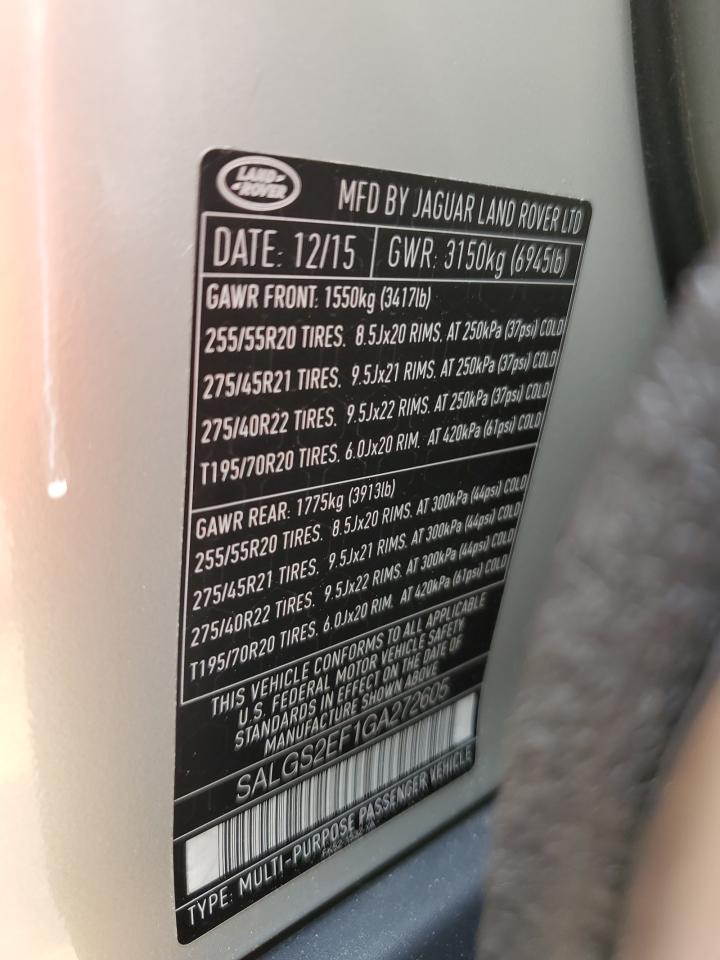 LAND ROVER
MFD BY JAGUAR LAND ROVER LTD
DATE: 12/15 GWR: 3150kg (6945lb)
GAWR FRONT: 1550kg (3417lb)
255/55R20 TIRES. 8.5Jx20 RIMS. AT 250kPa (37psi) COLD
275/45R21 TIRES. 9.5Jx21 RIMS. AT 250kPa (37psi) COLD
275/40R22 TIRES. 9.5Jx22 RIMS. AT 250kPa (37psi) COLD
T195/70R20 TIRES. 6.0Jx20 RIM. AT 420kPa (61psi) COLD
GAWR REAR: 1775kg (3913lb)
255/55R20 TIRES. 8.5Jx20 RIMS. AT 300kPa (44psi) COLD
275/45R21 TIRES. 9.5Jx21 RIMS. AT 300kPa (44psi) COLD
275/40R22 TIRES. 9.5Jx22 RIMS. AT 300kPa (44psi) COLD
T195/70R20 TIRES. 6.0Jx20 RIM. AT 420kPa (61psi) COLD
THIS VEHICLE CONFORMS TO ALL APPLICABLE
U.S. FEDERAL MOTOR VEHICLE SAFETY
STANDARDS IN EFFECT ON THE DATE OF
MANUFACTURE SHOWN ABOVE
SALGS2EF1GA272605
TYPE: MULTI-PURPOSE PASSENGER VEHICLE